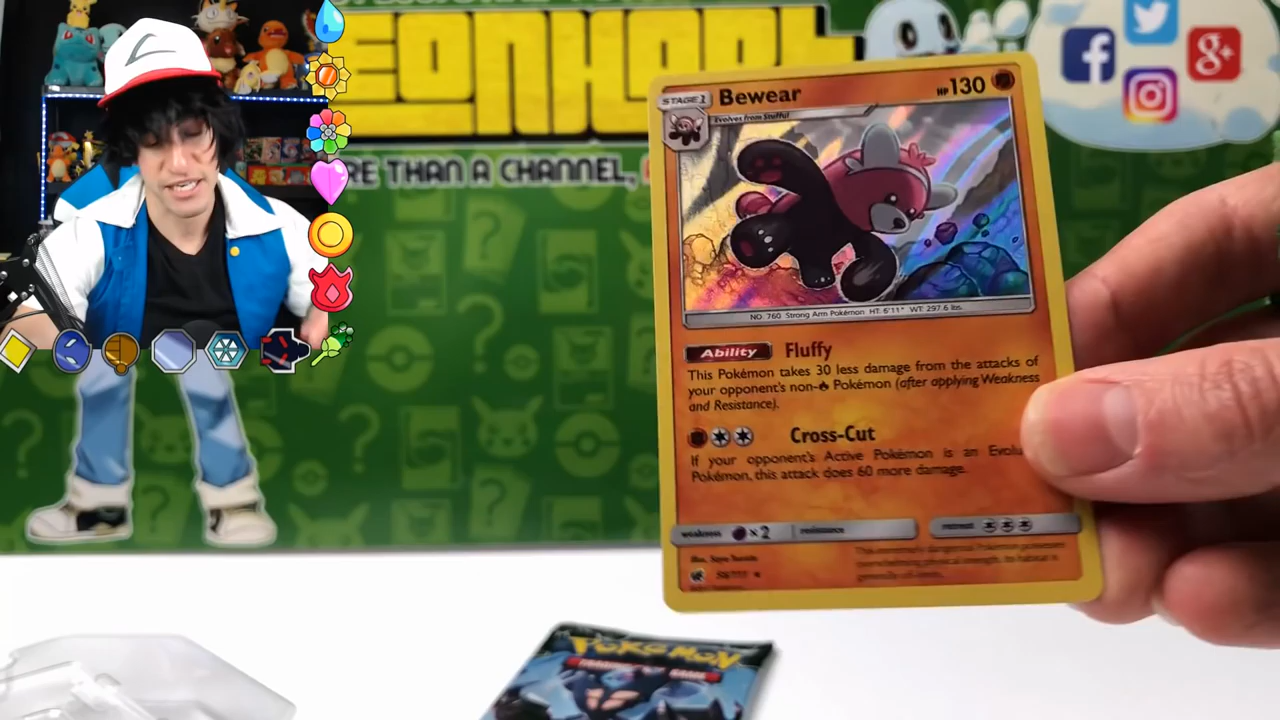 RE THAN A CHANNEL,
STAGE 1
Bewear
HP 130
Evolves from Stufful
NO. 760 Strong Arm Pokémon HT: 6'11" WT: 297.6 lbs.
Ability Fluffy
This Pokémon takes 30 less damage from the attacks of
your opponent's non- Pokémon (after applying Weakness
and Resistance).
Cross-Cut
If your opponent's Active Pokémon is an Evolu
Pokémon, this attack does 60 more damage.
weakness ×2 resistance
retreat
POKéMON
TRADING CARD GAME